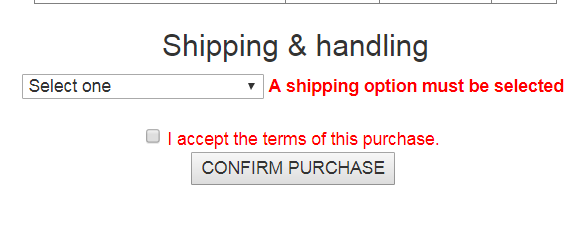 Shipping & handling
Select one A shipping option must be selected
I accept the terms of this purchase.
CONFIRM PURCHASE